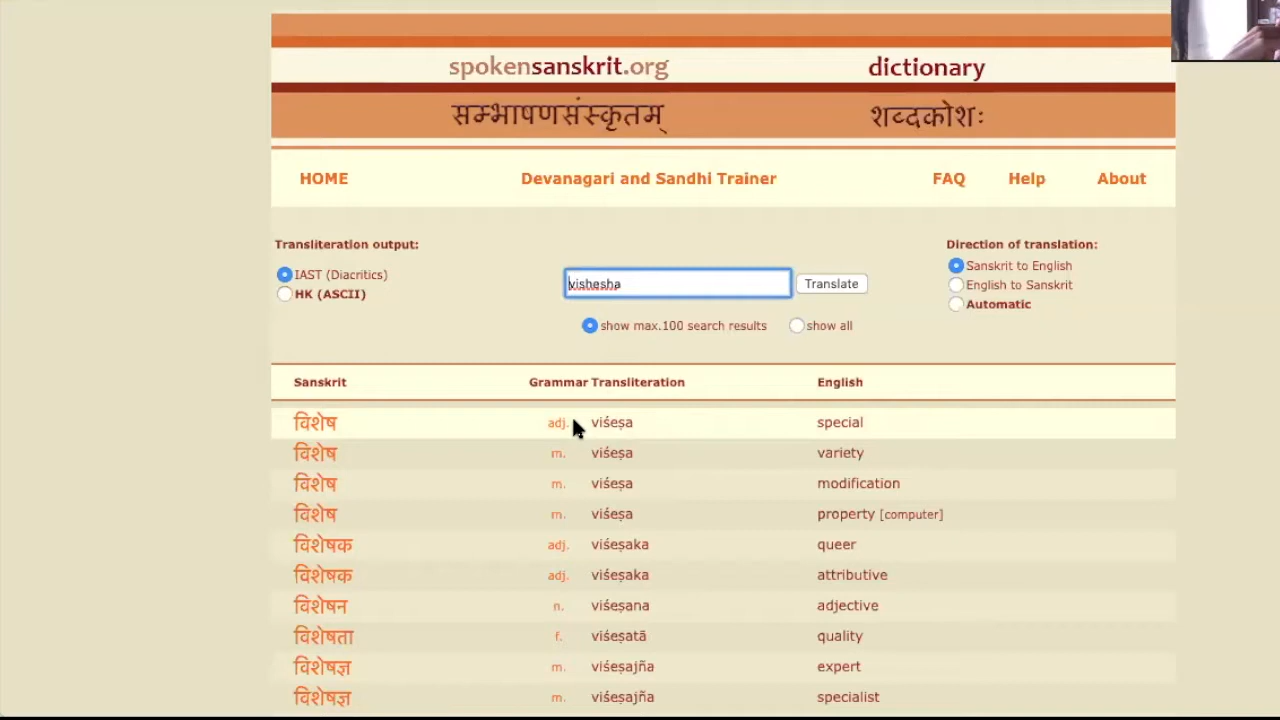 spokensanskrit.org dictionary
सम्भाषणसंस्कृतम् शब्दकोशः
HOME Devanagari and Sandhi Trainer FAQ Help About
Transliteration output: Direction of translation:
IAST (Diacritics) vishesha Translate Sanskrit to English
HK (ASCII) English to Sanskrit
Automatic
show max.100 search results show all
Sanskrit Grammar Transliteration English
विशेष adj. viśeṣa special
विशेष m. viśeṣa variety
विशेष m. viśeṣa modification
विशेष m. viśeṣa property [computer]
विशेषक adj. viśeṣaka queer
विशेषक adj. viśeṣaka attributive
विशेषन n. viśeṣana adjective
विशेषता f. viśeṣatā quality
विशेषज्ञ m. viśeṣajña expert
विशेषज्ञ m. viśeṣajña specialist